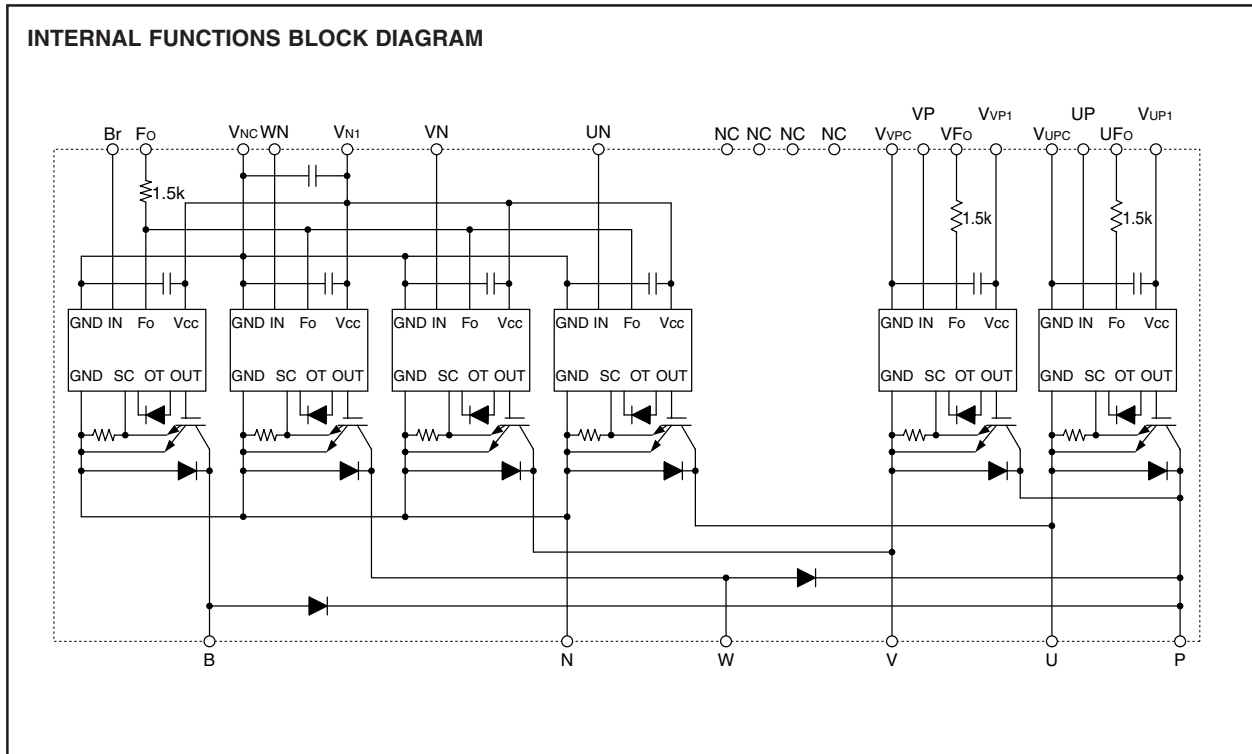 INTERNAL FUNCTIONS BLOCK DIAGRAM
VP VVP1 UP VUP1
Br FO VNC WN VN1 VN UN NC NC NC NC VVPC VFO VUPC UFO
1.5k 1.5k 1.5k
GND IN FO VCC GND IN FO VCC GND IN FO VCC GND IN FO VCC GND IN FO VCC GND IN FO VCC
GND SC OT OUT GND SC OT OUT GND SC OT OUT GND SC OT OUT GND SC OT OUT GND SC OT OUT
B N W V U P